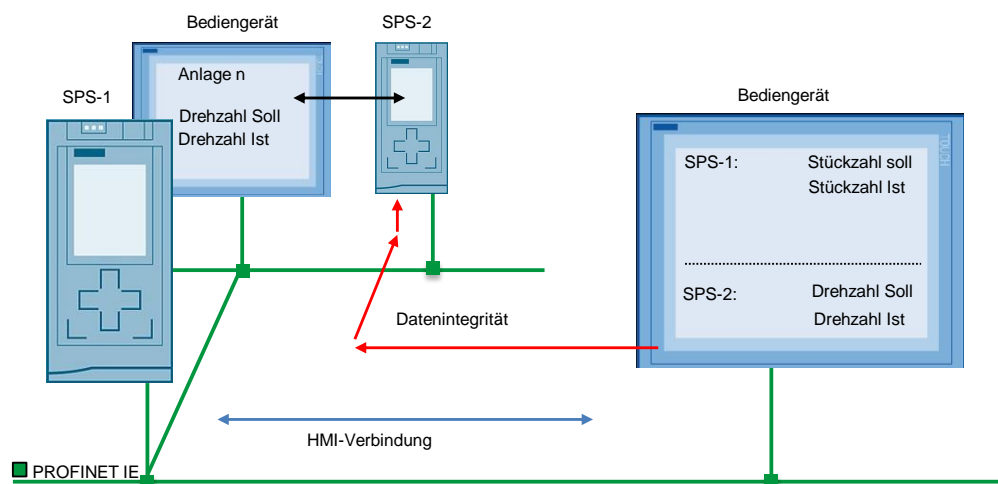 Bediengerät
SPS-2
Anlage n
SPS-1
Drehzahl Soll
Drehzahl Ist
Bediengerät
TOUCH
SPS-1: Stückzahl soll
Stückzahl Ist
SPS-2: Drehzahl Soll
Drehzahl Ist
Datenintegrität
HMI-Verbindung
PROFINET IE